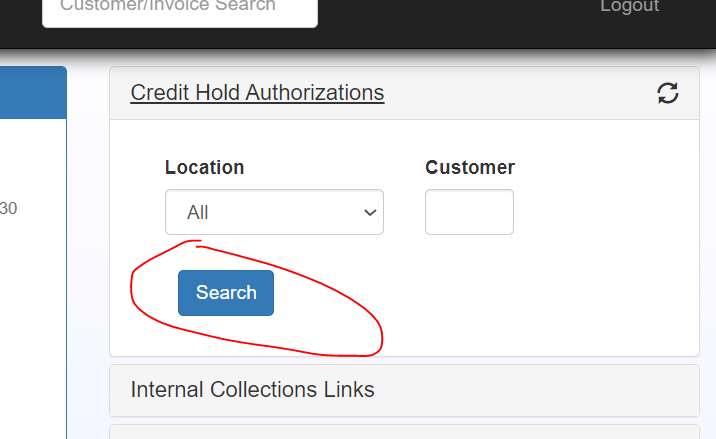 Customer/Invoice Search
Logout
Credit Hold Authorizations
30
Location
Customer
All
Search
Internal Collections Links